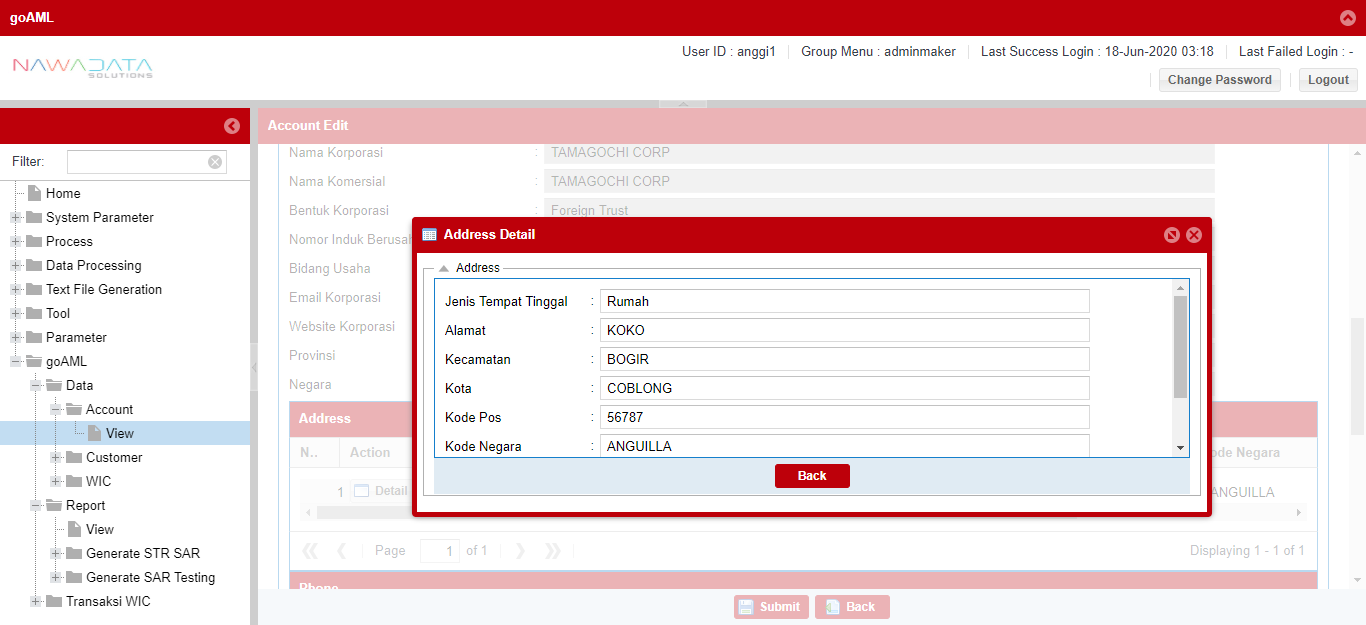 goAML
NAWADATA
SOLUTIONS
User ID : anggi1
Group Menu : adminmaker
Last Success Login : 18-Jun-2020 03:18
Last Failed Login : -
Change Password
Logout
Filter:
Home
System Parameter
Process
Data Processing
Text File Generation
Tool
Parameter
goAML
Data
Account
View
Customer
WIC
Report
View
Generate STR SAR
Generate SAR Testing
Transaksi WIC
Account Edit
Nama Korporasi : TAMAGOCHI CORP
Nama Komersial : TAMAGOCHI CORP
Bentuk Korporasi : Foreign Trust
Nomor Induk Berusah
Bidang Usaha
Email Korporasi
Website Korporasi
Provinsi
Negara
Address Detail
Address
Jenis Tempat Tinggal : Rumah
Alamat : KOKO
Kecamatan : BOGIR
Kota : COBLONG
Kode Pos : 56787
Kode Negara : ANGUILLA
Back
Address
N.. Action ode Negara
1 Detail ANGUILLA
Page 1 of 1 Displaying 1 - 1 of 1
Phone
Submit Back